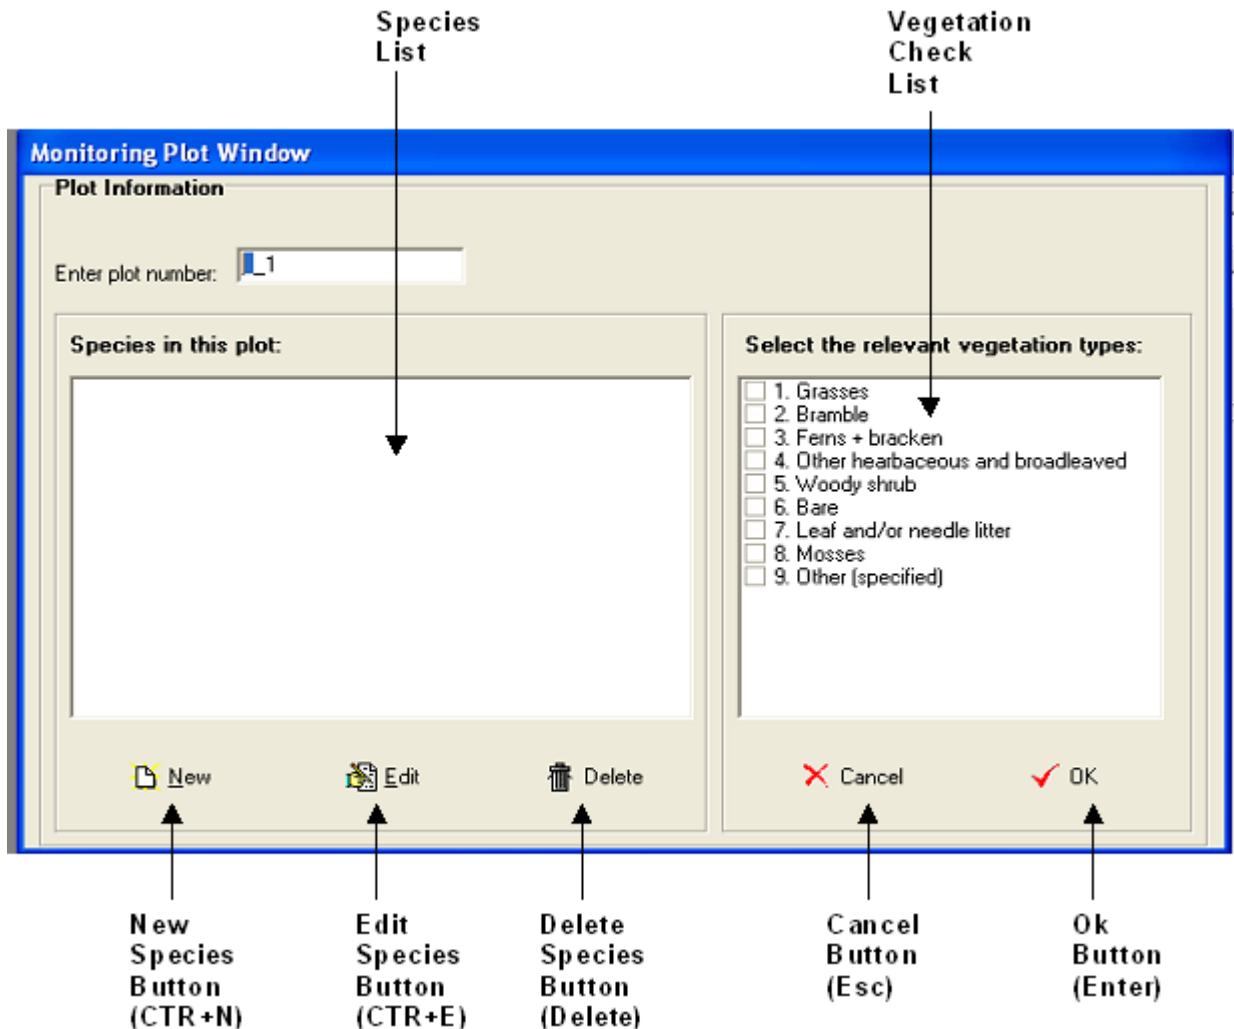 Species
List
Vegetation
Check
List
Monitoring Plot Window
Plot Information
Enter plot number: _1
Species in this plot:
Select the relevant vegetation types:
1. Grasses
2. Bramble
3. Ferns + bracken
4. Other hearbaceous and broadleaved
5. Woody shrub
6. Bare
7. Leaf and/or needle litter
8. Mosses
9. Other (specified)
New Edit Delete Cancel OK
New
Species
Button
(CTR+N)
Edit
Species
Button
(CTR+E)
Delete
Species
Button
(Delete)
Cancel
Button
(Esc)
Ok
Button
(Enter)